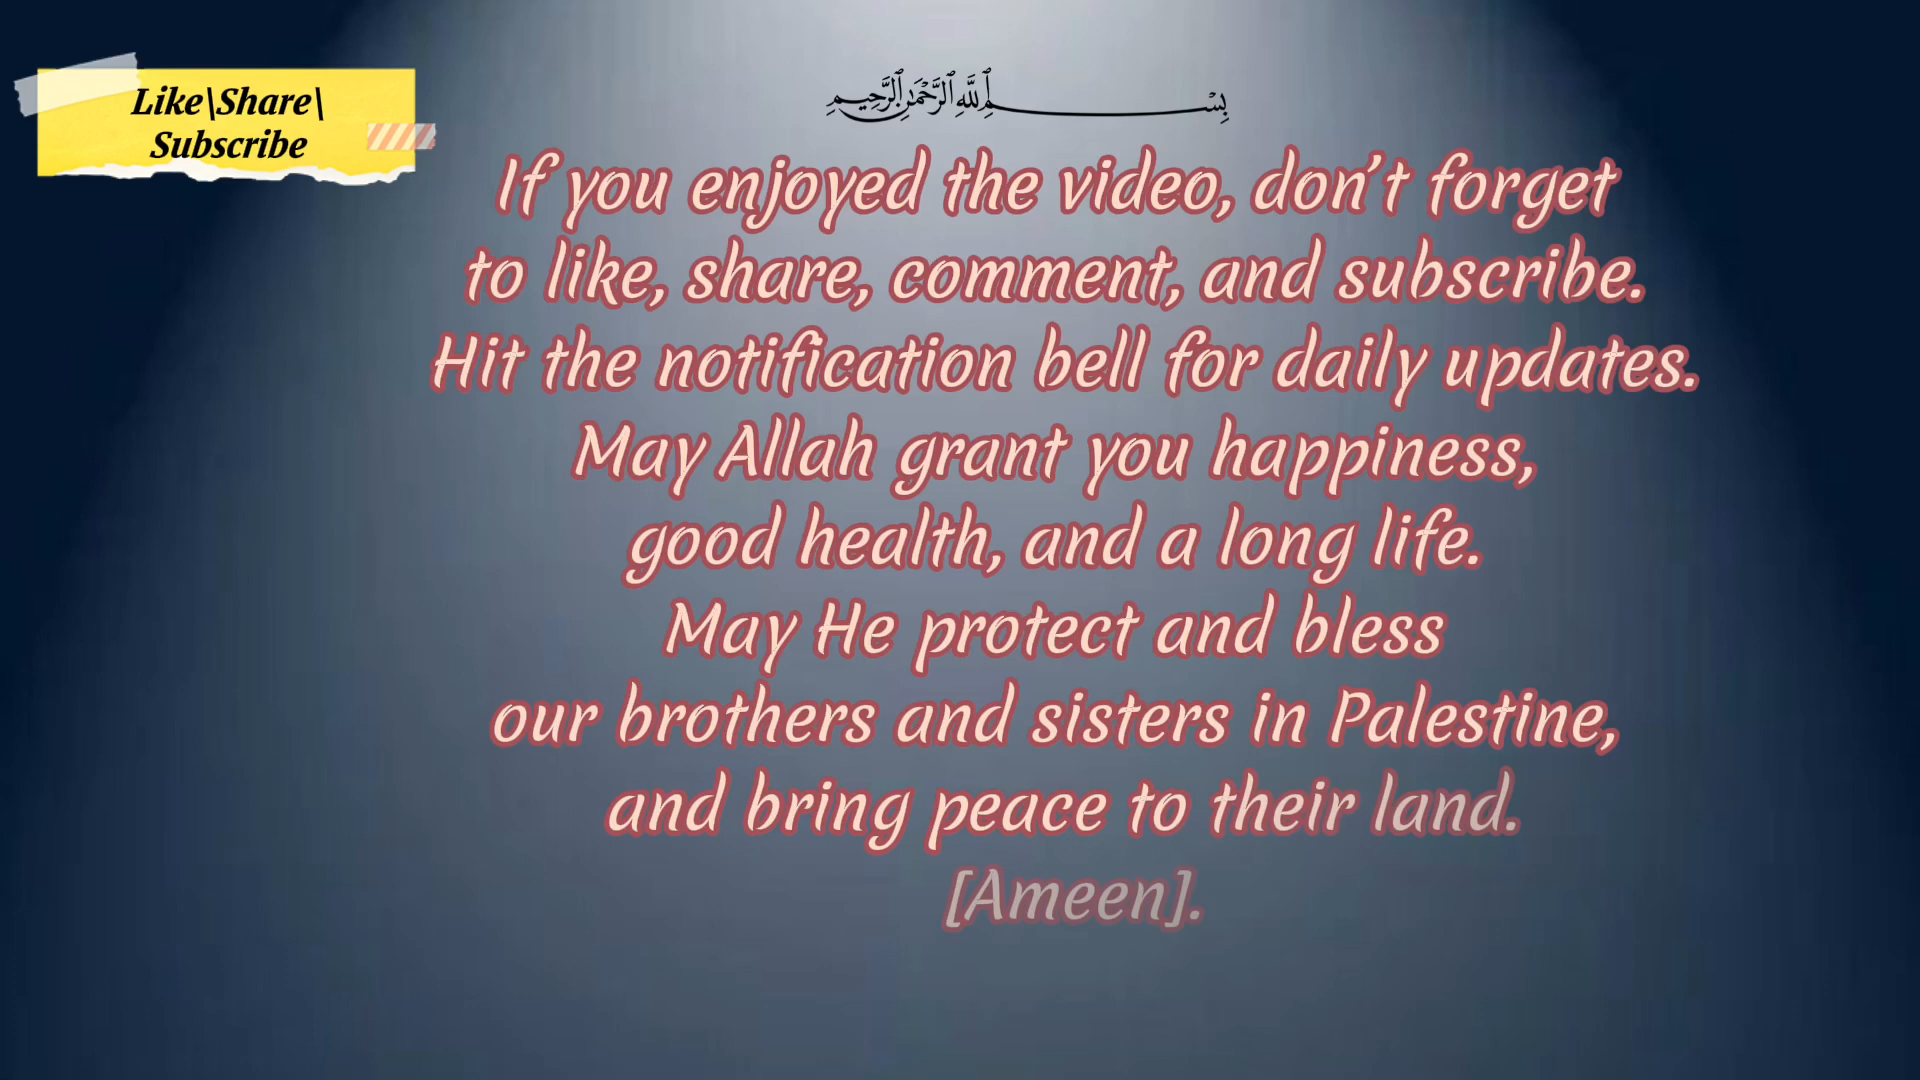 Like\Share\
Subscribe
بِسْمِ ٱللَّهِ ٱلرَّحْمَٰنِ ٱلرَّحِيمِ
If you enjoyed the video, don’t forget
to like, share, comment, and subscribe.
Hit the notification bell for daily updates.
May Allah grant you happiness,
good health, and a long life.
May He protect and bless
our brothers and sisters in Palestine,
and bring peace to their land.
[Ameen].